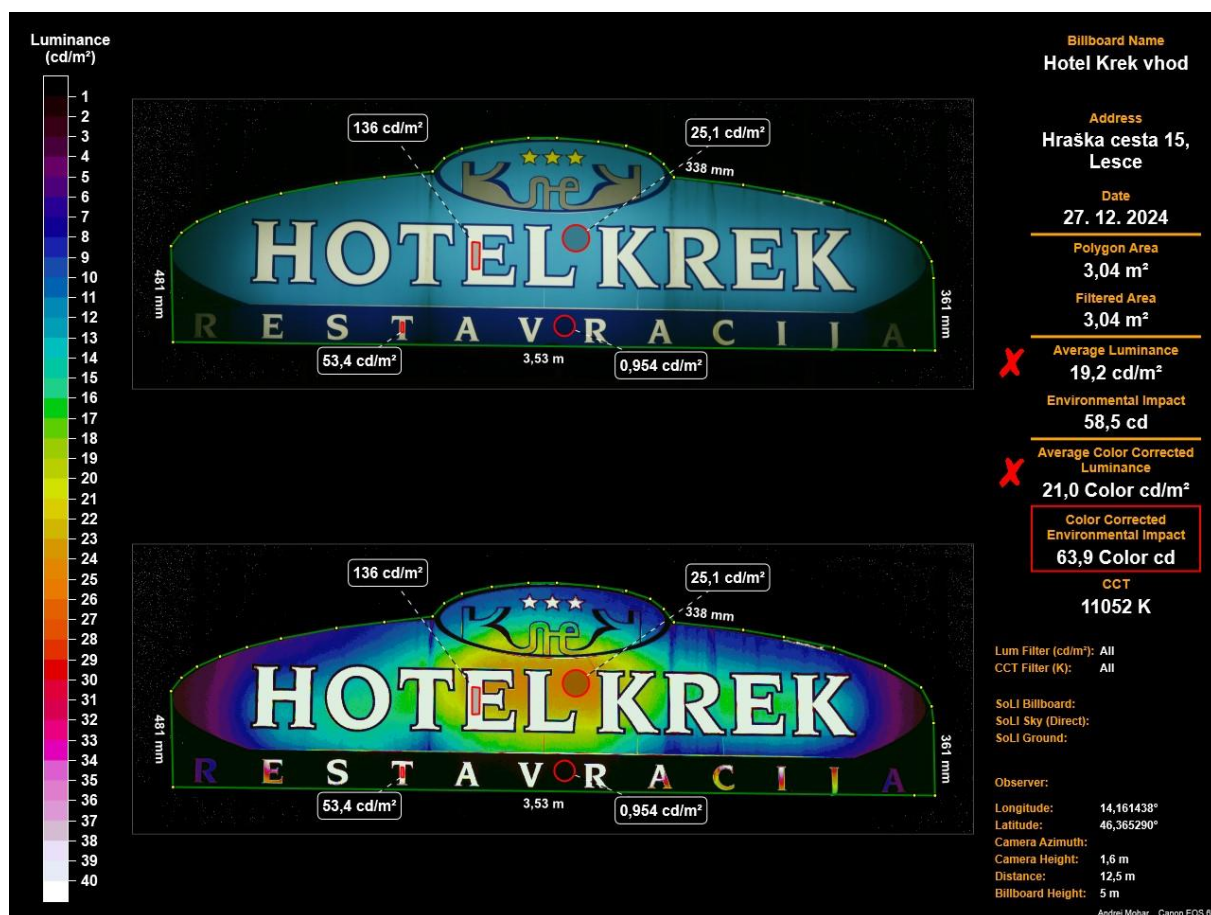 Luminance
(cd/m²)
1
2
3
4
5
6
7
8
9
10
11
12
13
14
15
16
17
18
19
20
21
22
23
24
25
26
27
28
29
30
31
32
33
34
35
36
37
38
39
40
136 cd/m²
25,1 cd/m²
338 mm
HOTEL KREK
481 mm
361 mm
RESTAVRACIJA
53,4 cd/m²
3,53 m
0,954 cd/m²
136 cd/m²
25,1 cd/m²
338 mm
HOTEL KREK
481 mm
361 mm
RESTAVRACIJA
53,4 cd/m²
3,53 m
0,954 cd/m²
Billboard Name
Hotel Krek vhod
Address
Hraška cesta 15,
Lesce
Date
27. 12. 2024
Polygon Area
3,04 m²
Filtered Area
3,04 m²
Average Luminance
19,2 cd/m²
Environmental Impact
58,5 cd
Average Color Corrected
Luminance
21,0 Color cd/m²
Color Corrected
Environmental Impact
63,9 Color cd
CCT
11052 K
Lum Filter (cd/m²): All
CCT Filter (K): All
SoLI Billboard:
SoLI Sky (Direct):
SoLI Ground:
Observer:
Longitude: 14,161438°
Latitude: 46,365290°
Camera Azimuth:
Camera Height: 1,6 m
Distance: 12,5 m
Billboard Height: 5 m
Andrej Mohar Canon EOS